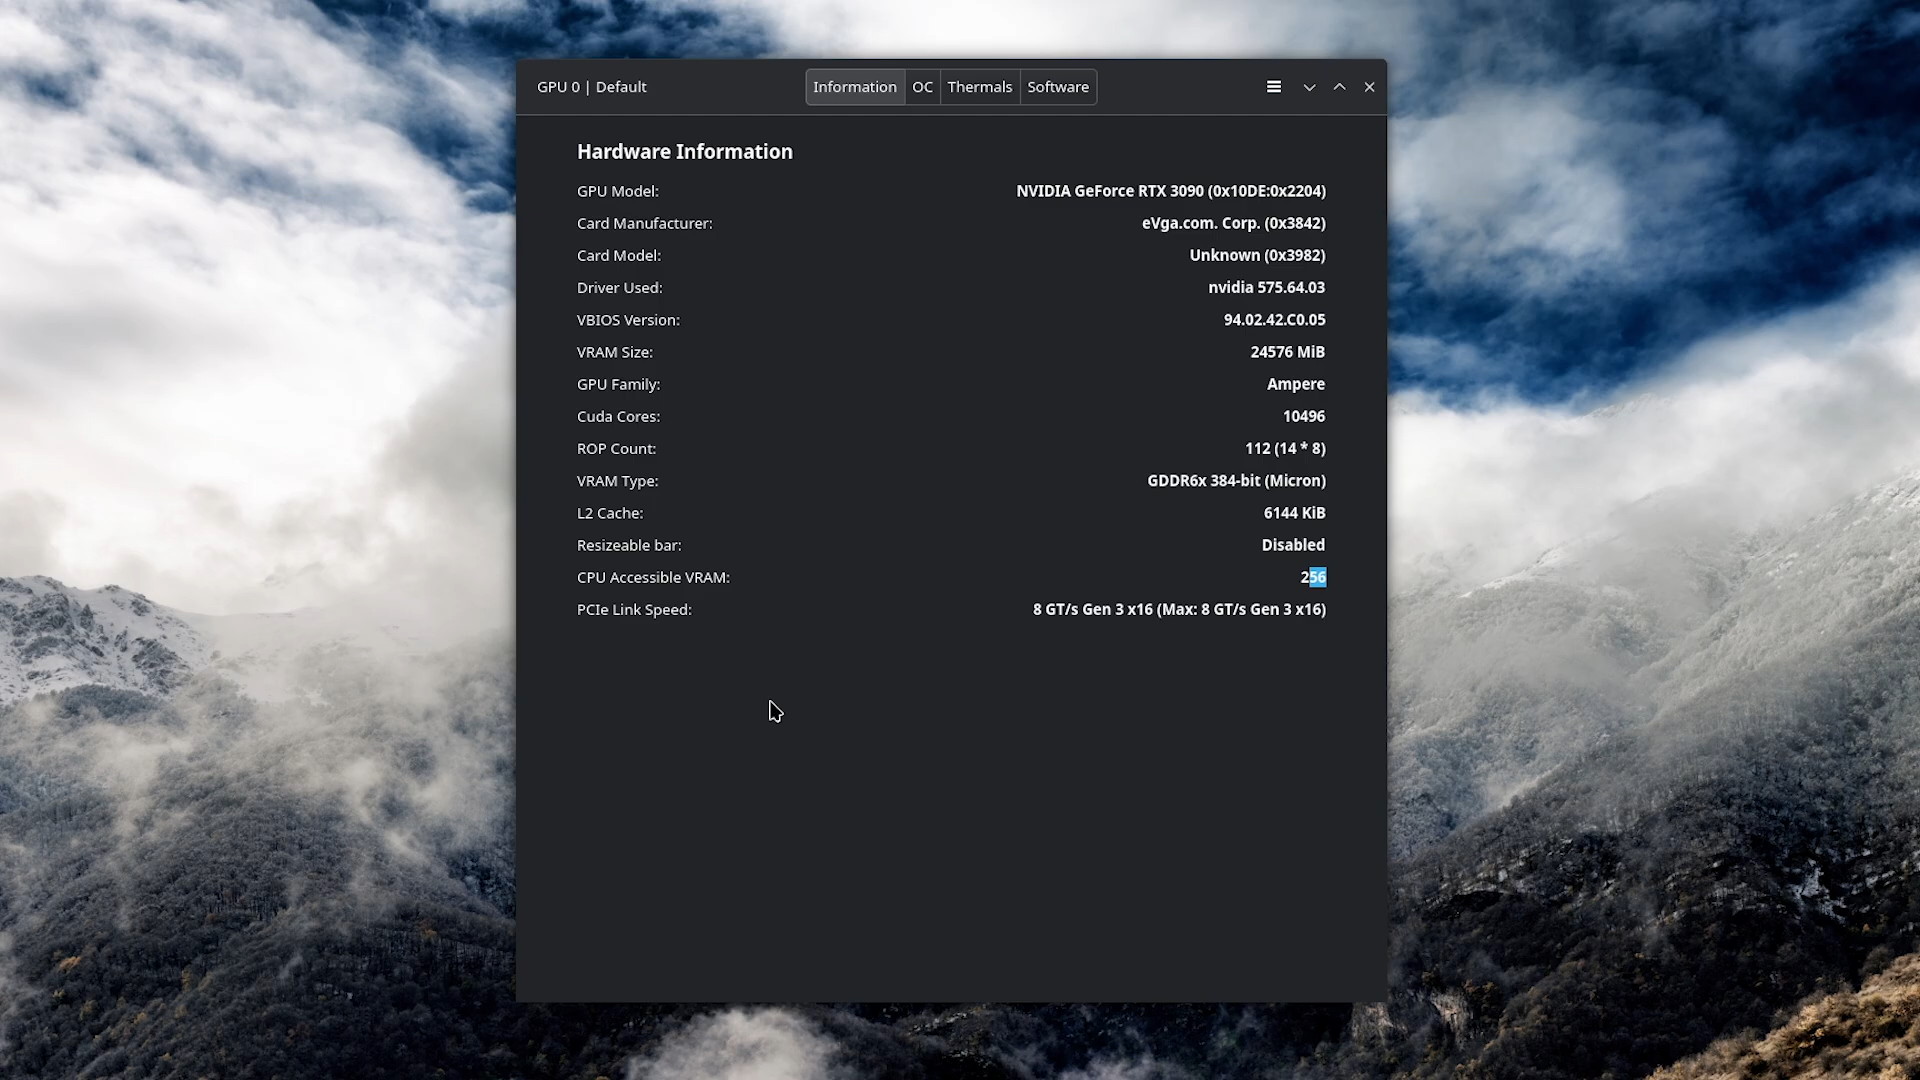 GPU 0 | Default
Information OC Thermals Software
Hardware Information
GPU Model: NVIDIA GeForce RTX 3090 (0x10DE:0x2204)
Card Manufacturer: eVga.com. Corp. (0x3842)
Card Model: Unknown (0x3982)
Driver Used: nvidia 575.64.03
VBIOS Version: 94.02.42.C0.05
VRAM Size: 24576 MiB
GPU Family: Ampere
Cuda Cores: 10496
ROP Count: 112 (14 * 8)
VRAM Type: GDDR6x 384-bit (Micron)
L2 Cache: 6144 KiB
Resizeable bar: Disabled
CPU Accessible VRAM: 256
PCIe Link Speed: 8 GT/s Gen 3 x16 (Max: 8 GT/s Gen 3 x16)